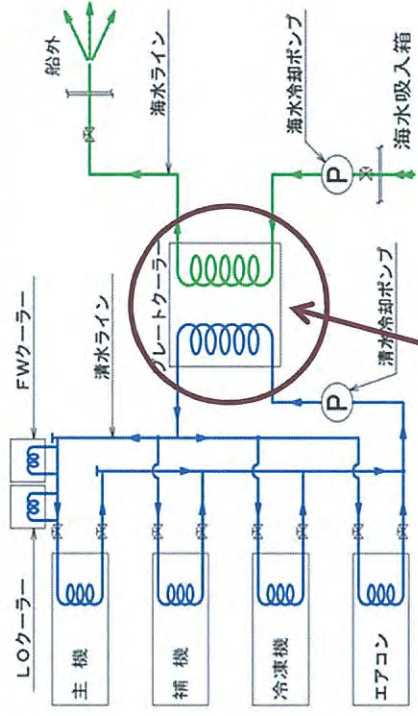 船外
海水ライン
海水冷却ポンプ
P
海水吸入箱
プレートクーラー
FWクーラー
清水ライン
清水冷却ポンプ
P
LOクーラー
主機
補機
冷凍機
エアコン